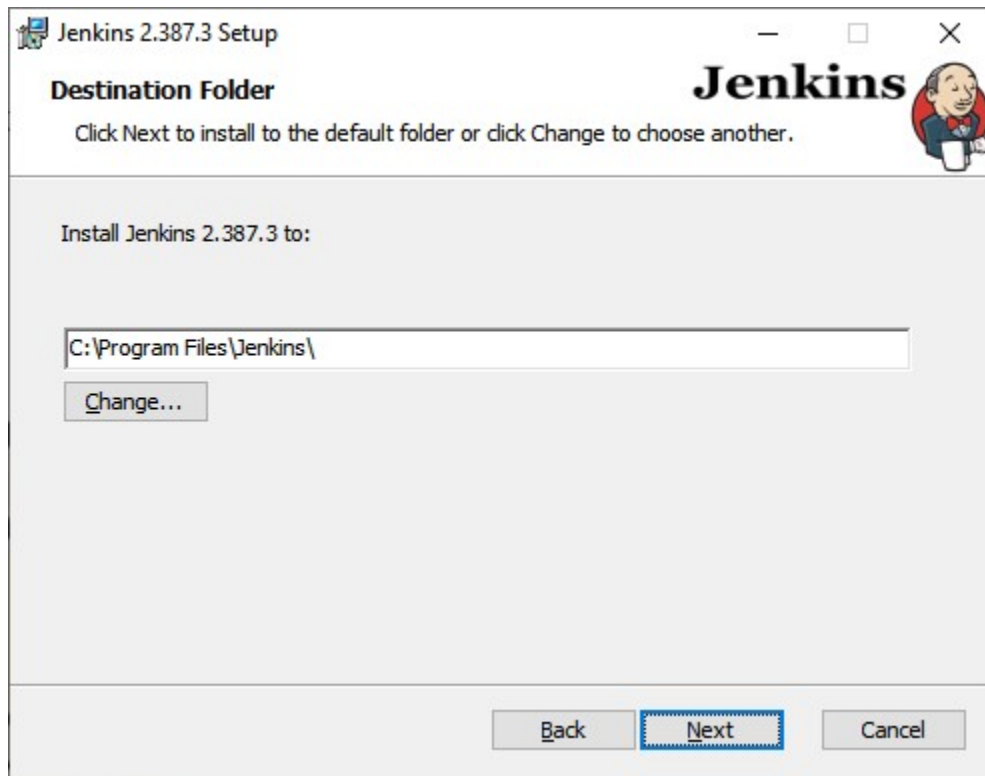 Jenkins 2.387.3 Setup
Jenkins
Destination Folder
Click Next to install to the default folder or click Change to choose another.
Install Jenkins 2.387.3 to:
C:\Program Files\Jenkins\
Change...
Back Next Cancel